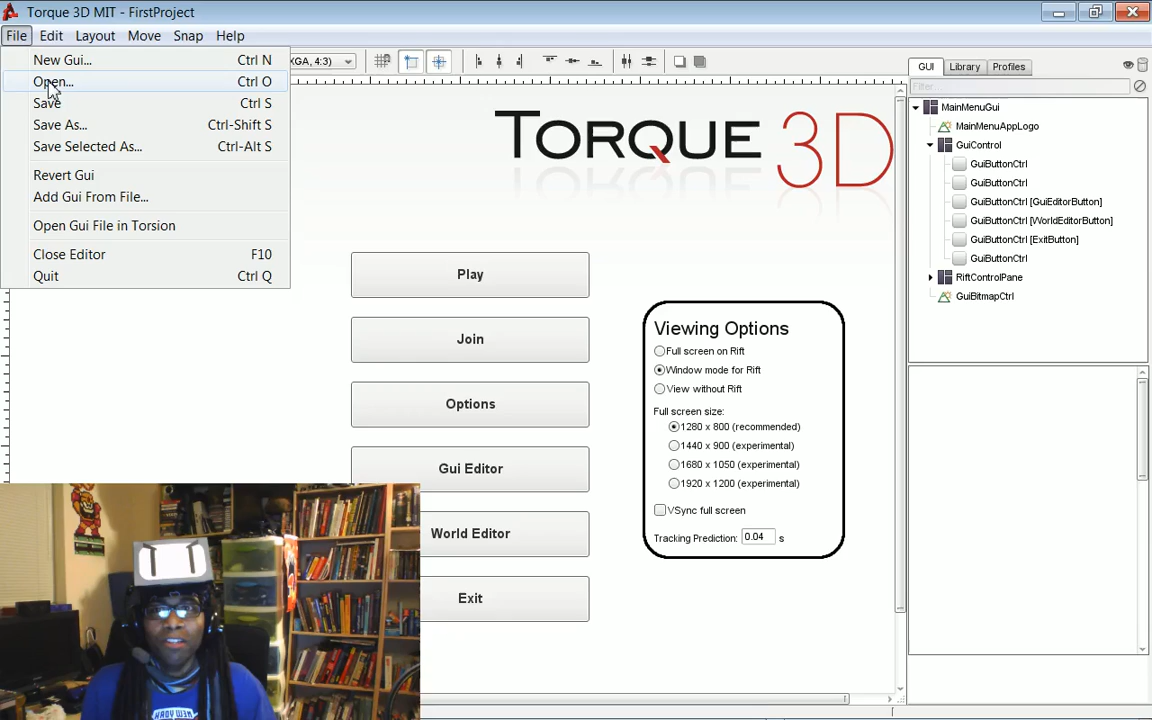 Torque 3D MIT - FirstProject
File Edit Layout Move Snap Help
New Gui... Ctrl N
Open... Ctrl O
Save Ctrl S
Save As... Ctrl-Shift S
Save Selected As... Ctrl-Alt S
Revert Gui
Add Gui From File...
Open Gui File in Torsion
Close Editor F10
Quit Ctrl Q
XGA, 4:3)
TORQUE 3D
Play
Join
Options
Gui Editor
World Editor
Exit
Viewing Options
Full screen on Rift
Window mode for Rift
View without Rift
Full screen size:
1280 x 800 (recommended)
1440 x 900 (experimental)
1680 x 1050 (experimental)
1920 x 1200 (experimental)
VSync full screen
Tracking Prediction: 0.04 s
GUI Library Profiles
Filter...
MainMenuGui
MainMenuAppLogo
GuiControl
GuiButtonCtrl
GuiButtonCtrl
GuiButtonCtrl [GuiEditorButton]
GuiButtonCtrl [WorldEditorButton]
GuiButtonCtrl [ExitButton]
GuiButtonCtrl
RiftControlPane
GuiBitmapCtrl